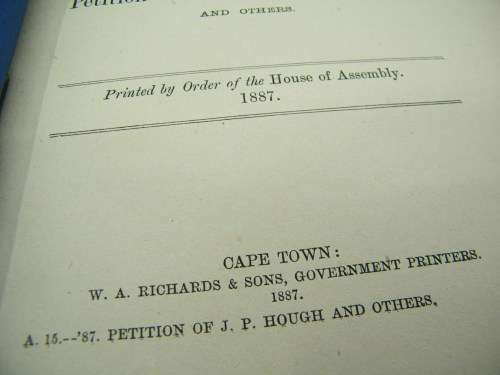 Petition
AND OTHERS.
Printed by Order of the House of Assembly.
1887.
CAPE TOWN:
W. A. RICHARDS & SONS, GOVERNMENT PRINTERS.
1887.
A. 15.--'87. PETITION OF J. P. HOUGH AND OTHERS,